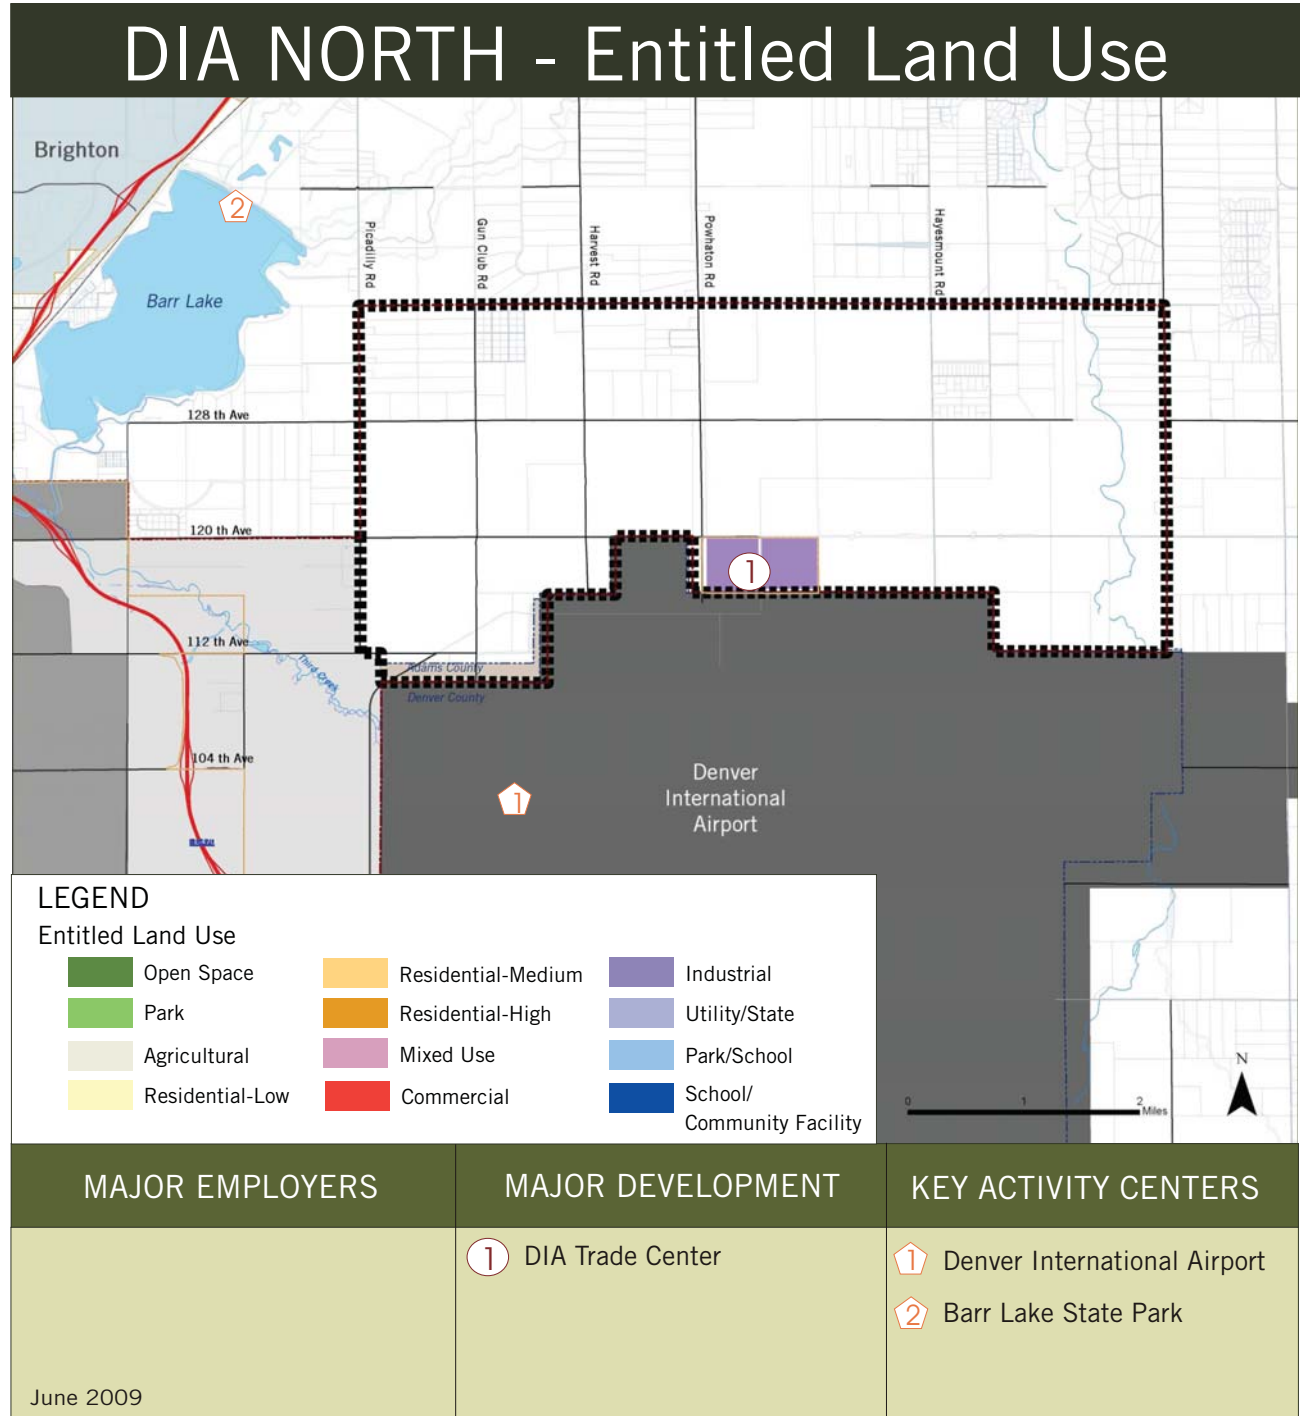 DIA NORTH - Entitled Land Use
Brighton
2
Barr Lake
Picadilly Rd
Gun Club Rd
Harvest Rd
Powhaton Rd
Hayesmount Rd
128 th Ave
120 th Ave
1
112 th Ave
Third Creek
Adams County
Denver County
104 th Ave
1
Denver
International
Airport
LEGEND
Entitled Land Use
Open Space
Park
Agricultural
Residential-Low
Residential-Medium
Residential-High
Mixed Use
Commercial
Industrial
Utility/State
Park/School
School/
Community Facility
0 1 2
Miles
N
MAJOR EMPLOYERS
MAJOR DEVELOPMENT
1 DIA Trade Center
KEY ACTIVITY CENTERS
1 Denver International Airport
2 Barr Lake State Park
June 2009